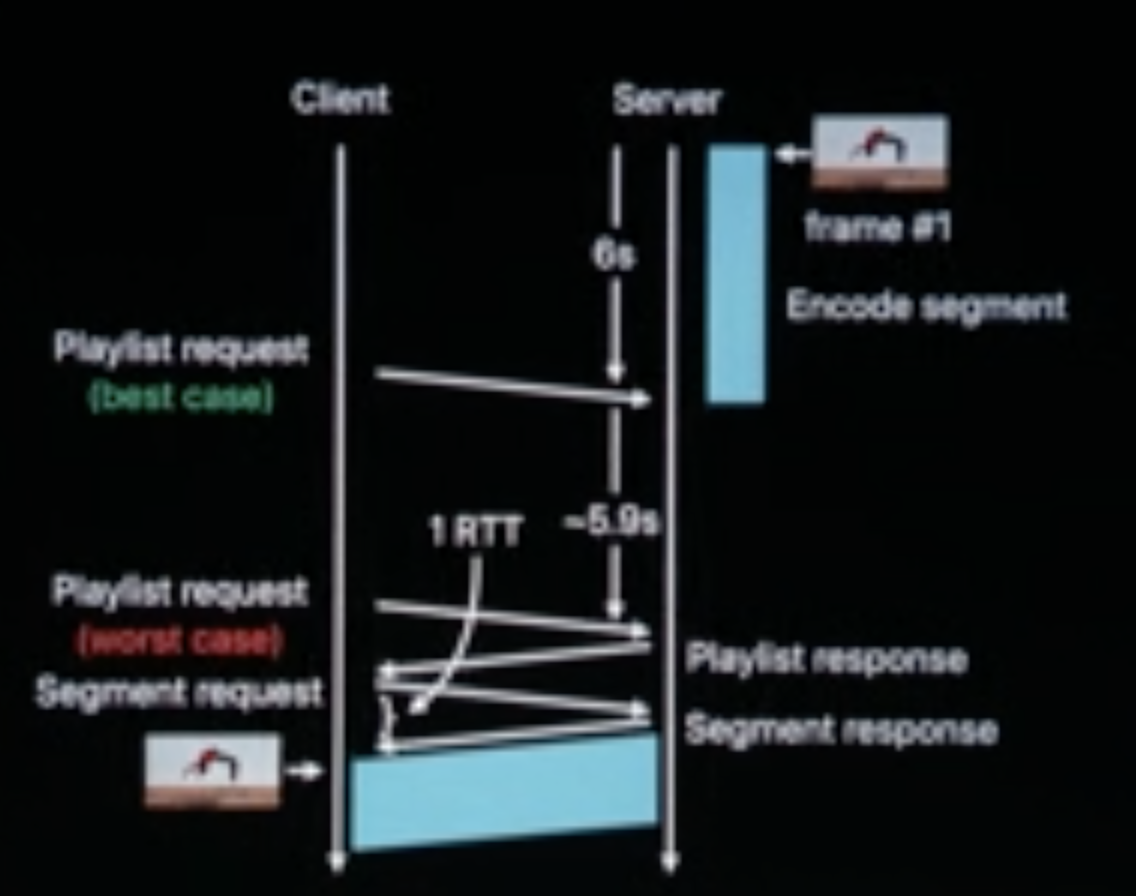 Client
Server
frame #1
6s
Encode segment
Playlist request
(best case)
1 RTT
~5.9s
Playlist request
(worst case)
Playlist response
Segment request
Segment response